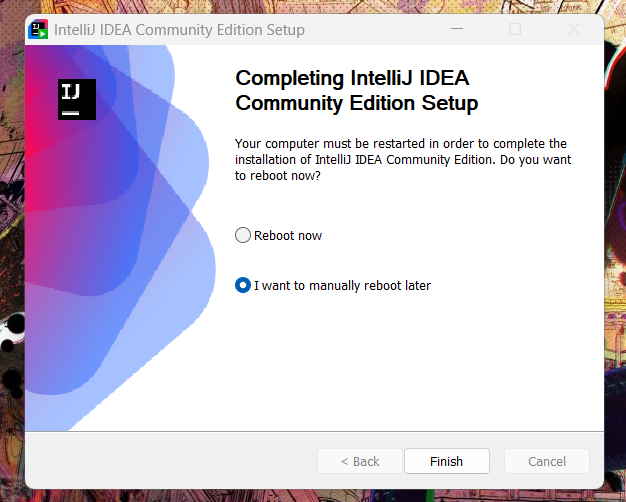 IntelliJ IDEA Community Edition Setup
IJ
Completing IntelliJ IDEA
Community Edition Setup
Your computer must be restarted in order to complete the
installation of IntelliJ IDEA Community Edition. Do you want
to reboot now?
Reboot now
I want to manually reboot later
< Back
Finish
Cancel